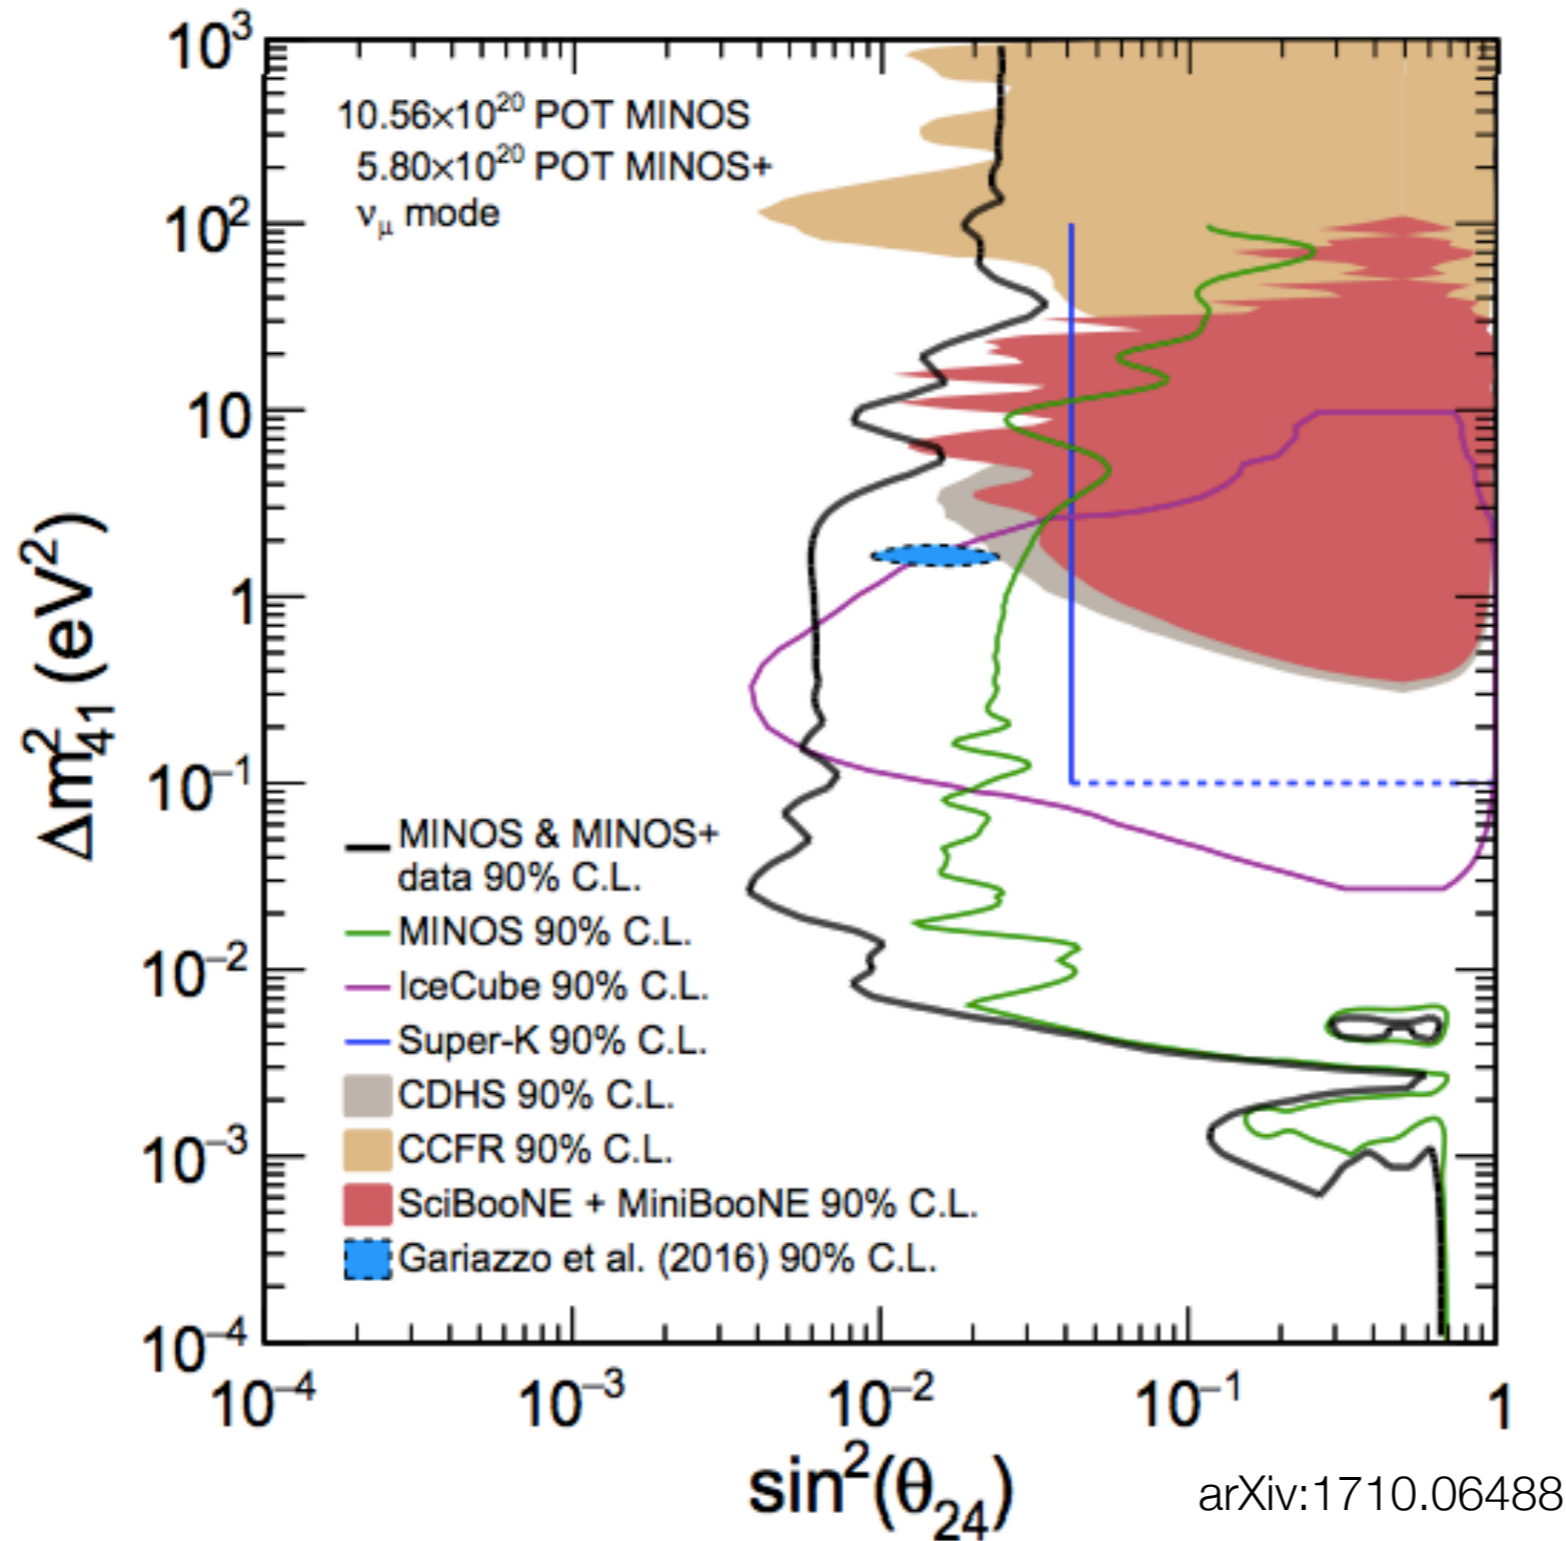 10.56×10²⁰ POT MINOS
5.80×10²⁰ POT MINOS+
νμ mode
10³
10²
10
1
10⁻¹
10⁻²
10⁻³
10⁻⁴
Δm²₄₁ (eV²)
MINOS & MINOS+
data 90% C.L.
MINOS 90% C.L.
IceCube 90% C.L.
Super-K 90% C.L.
CDHS 90% C.L.
CCFR 90% C.L.
SciBooNE + MiniBooNE 90% C.L.
Gariazzo et al. (2016) 90% C.L.
10⁻⁴ 10⁻³ 10⁻² 10⁻¹ 1
sin²(θ₂₄)
arXiv:1710.06488